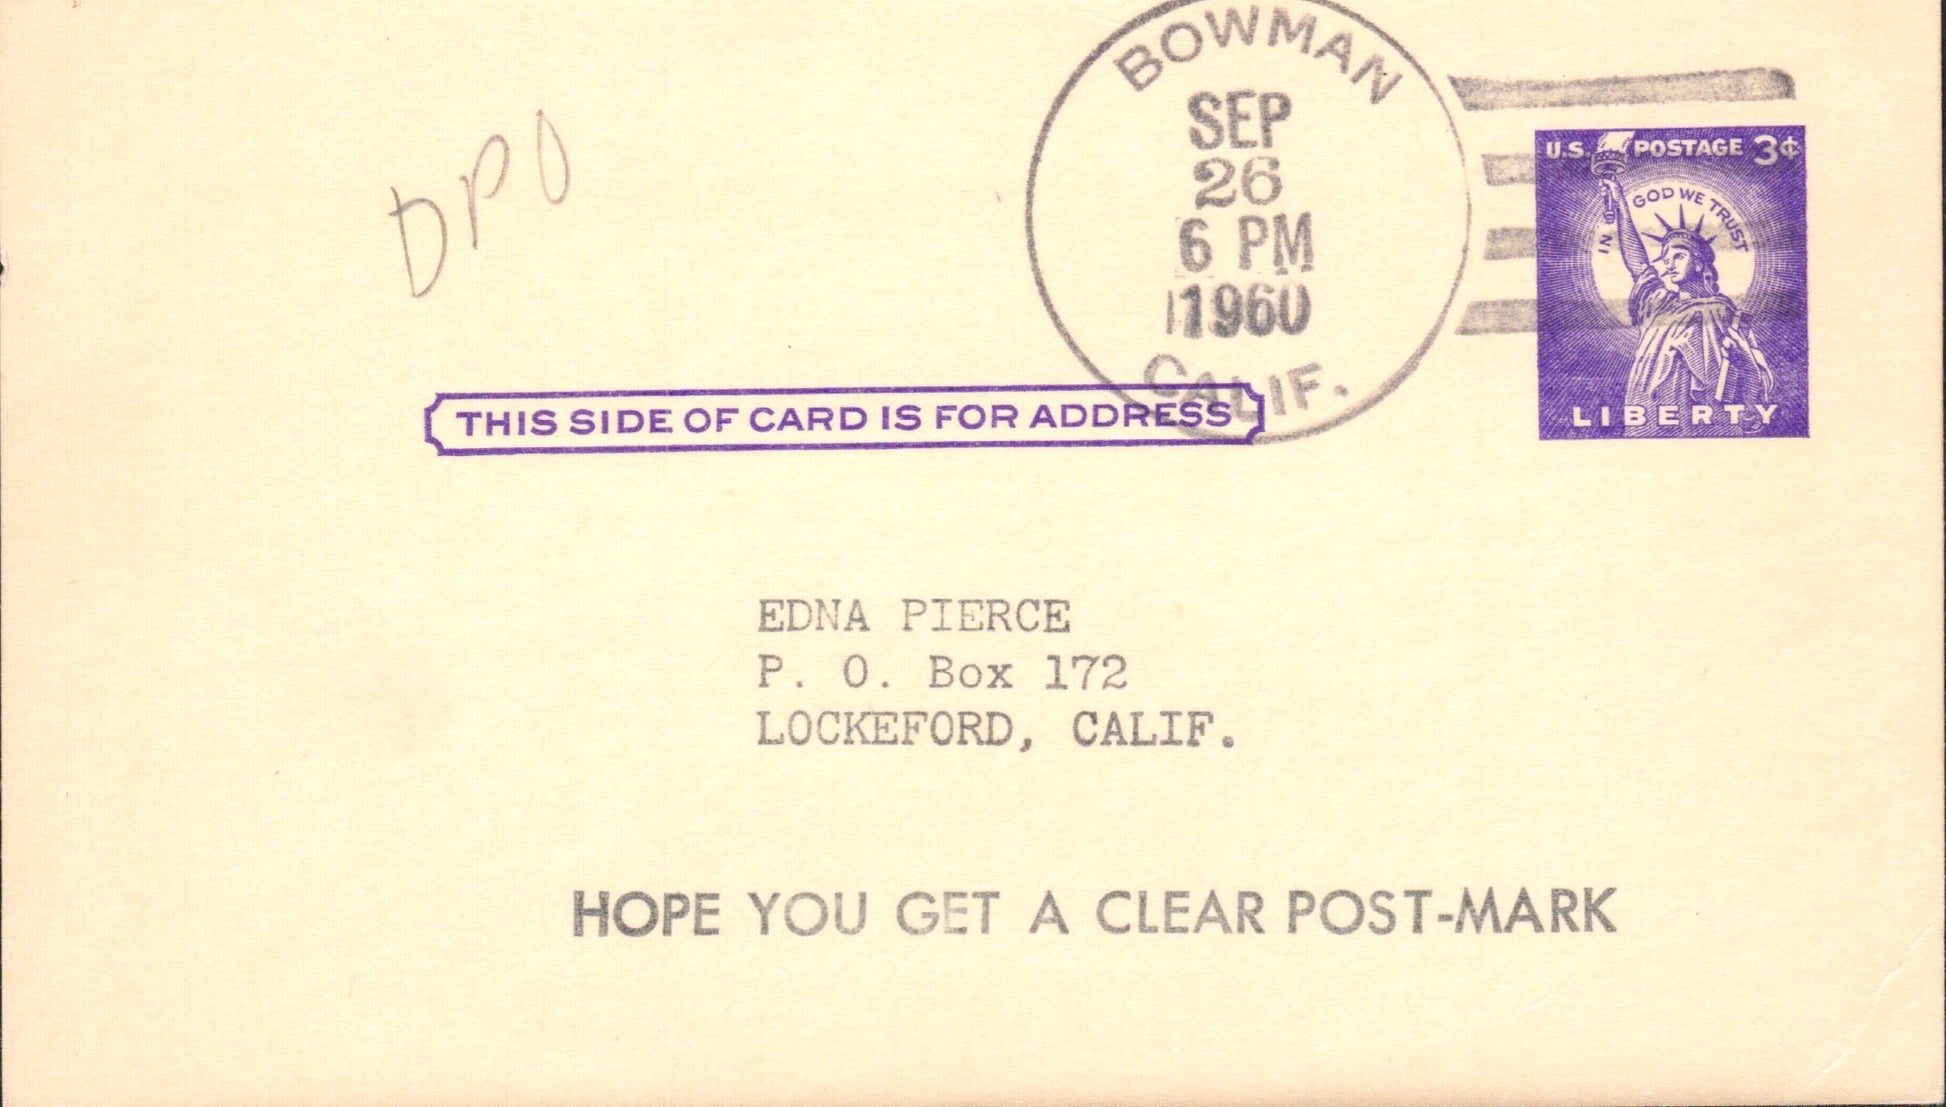 BOWMAN
SEP
26
6 PM
1960
CALIF.
U.S. POSTAGE 3¢
IN GOD WE TRUST
LIBERTY
DPO
THIS SIDE OF CARD IS FOR ADDRESS
EDNA PIERCE
P. O. Box 172
LOCKEFORD, CALIF.
HOPE YOU GET A CLEAR POST-MARK